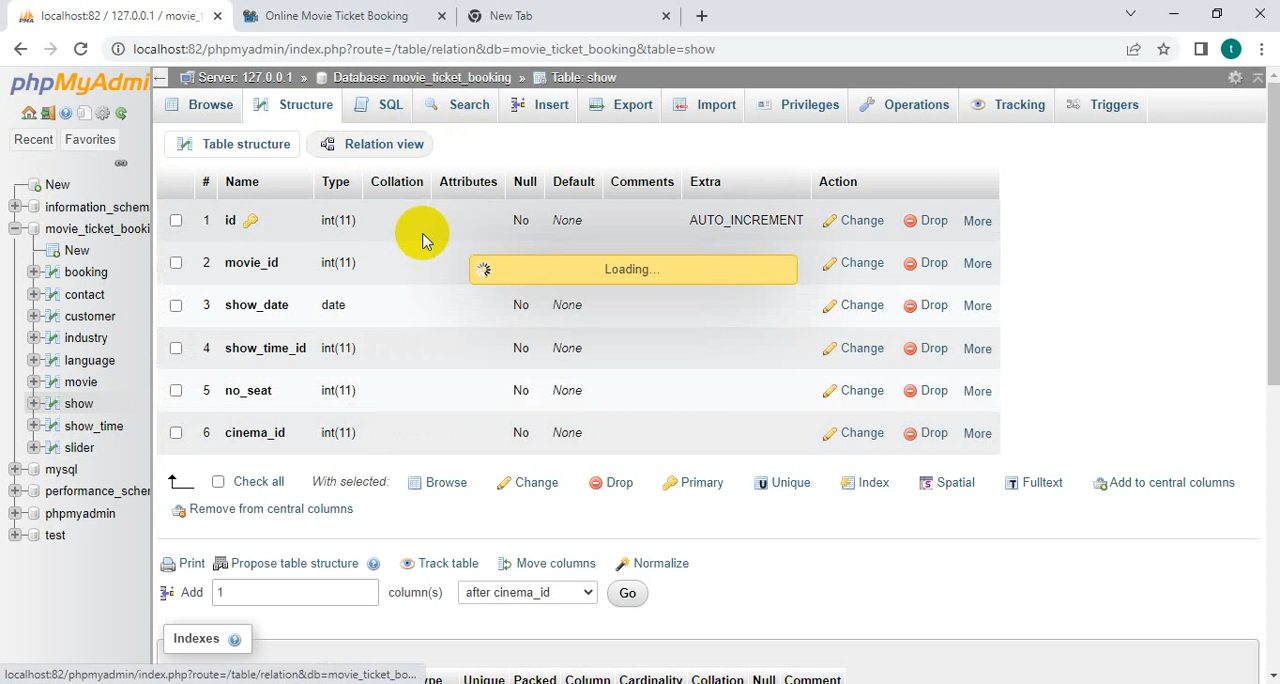 localhost:82 / 127.0.0.1 / movie_t
Online Movie Ticket Booking
New Tab
localhost:82/phpmyadmin/index.php?route=/table/relation&db=movie_ticket_booking&table=show
t
phpMyAdmi
Server: 127.0.0.1 » Database: movie_ticket_booking » Table: show
Browse Structure SQL Search Insert Export Import Privileges Operations Tracking Triggers
Recent Favorites
Table structure Relation view
New
information_schem
movie_ticket_booki
New
booking
contact
customer
industry
language
movie
show
show_time
slider
mysql
performance_scher
phpmyadmin
test
# Name Type Collation Attributes Null Default Comments Extra Action
1 id int(11) No None AUTO_INCREMENT Change Drop More
2 movie_id int(11) Change Drop More
Loading...
3 show_date date No None Change Drop More
4 show_time_id int(11) No None Change Drop More
5 no_seat int(11) No None Change Drop More
6 cinema_id int(11) No None Change Drop More
Check all With selected: Browse Change Drop Primary Unique Index Spatial Fulltext Add to central columns
Remove from central columns
Print Propose table structure Track table Move columns Normalize
Add 1 column(s) after cinema_id Go
Indexes
Unique Packed Column Cardinality Collation Null Comment
localhost:82/phpmyadmin/index.php?route=/table/relation&db=movie_ticket_bo...